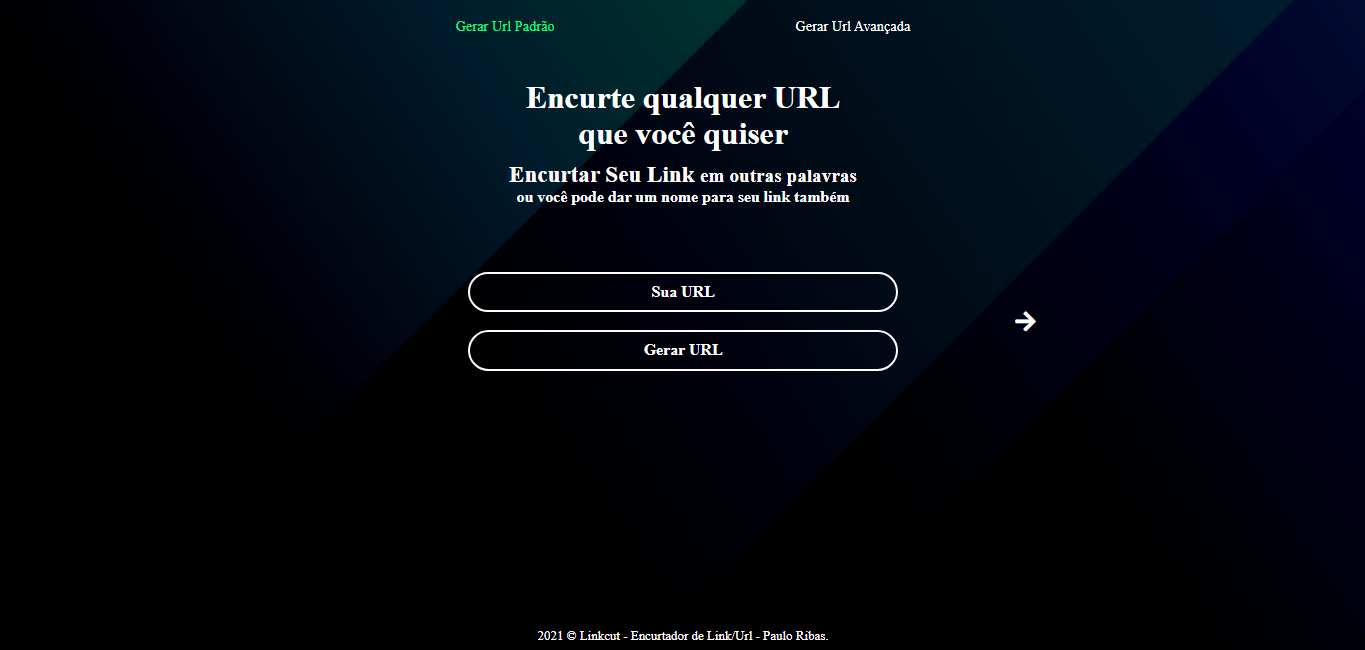 Gerar Url Padrão
Gerar Url Avançada
Encurte qualquer URL
que você quiser
Encurtar Seu Link em outras palavras
ou você pode dar um nome para seu link também
Sua URL
Gerar URL
2021 © Linkcut - Encurtador de Link/Url - Paulo Ribas.